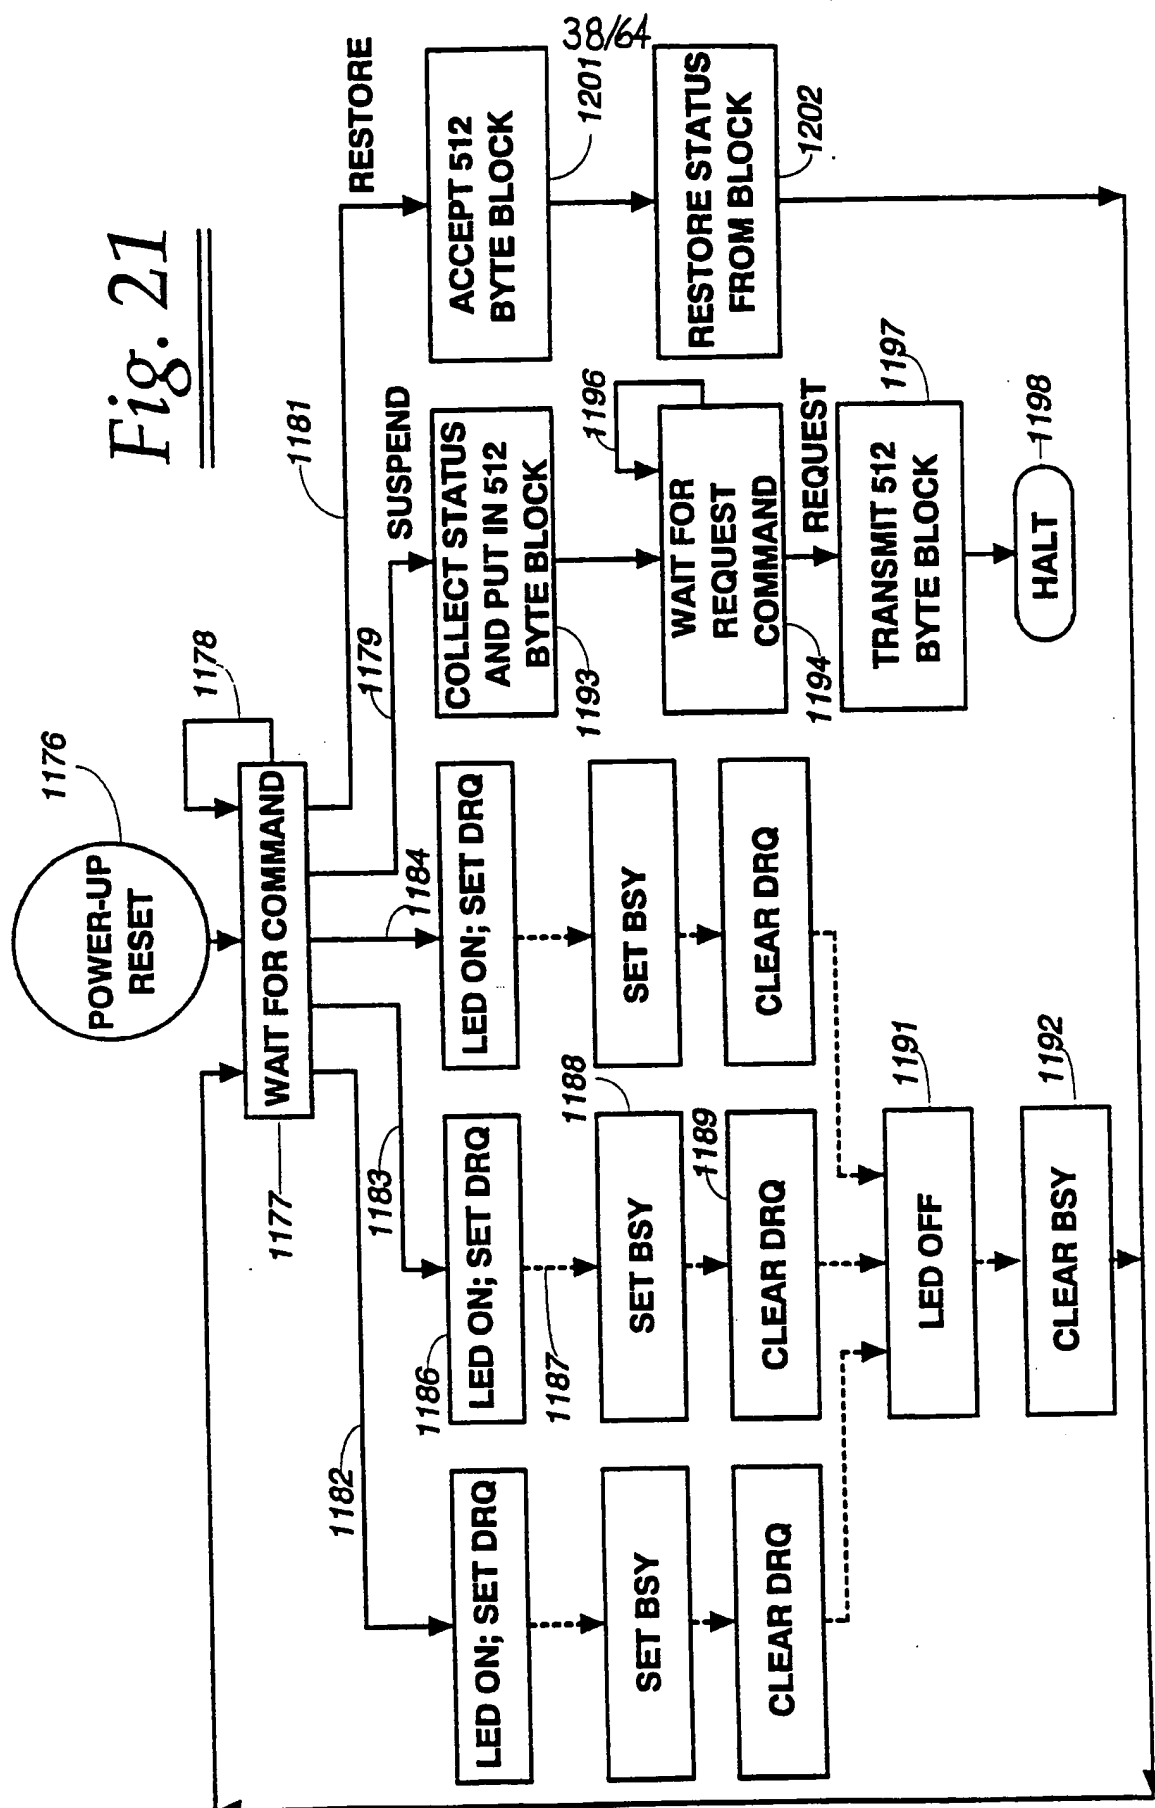 38/64
Fig. 21
POWER-UP
RESET
1176
WAIT FOR COMMAND
1177
1178
1182
1183
1184
1179
SUSPEND
1181
RESTORE
LED ON; SET DRQ
SET BSY
CLEAR DRQ
1186
LED ON; SET DRQ
1187
SET BSY
1188
CLEAR DRQ
1189
LED ON; SET DRQ
SET BSY
CLEAR DRQ
LED OFF
1191
CLEAR BSY
1192
COLLECT STATUS
AND PUT IN 512
BYTE BLOCK
1193
WAIT FOR
REQUEST
COMMAND
1194
1196
REQUEST
TRANSMIT 512
BYTE BLOCK
1197
HALT
1198
ACCEPT 512
BYTE BLOCK
1201
RESTORE STATUS
FROM BLOCK
1202